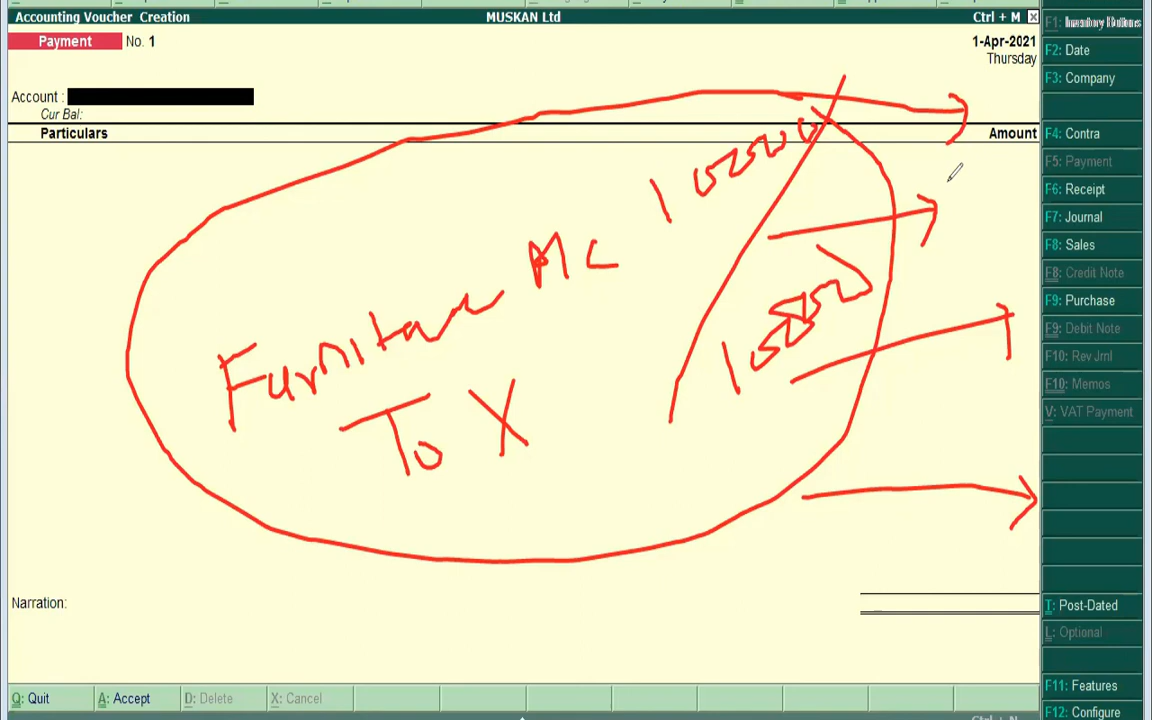 Accounting Voucher Creation MUSKAN Ltd Ctrl + M x
Payment No. 1 1-Apr-2021
Thursday
Account :
Cur Bal:
Particulars Amount
Furniture A/c
To X
Narration:
Q: Quit A: Accept D: Delete X: Cancel
Ctrl + N
F1: Inventory Buttons
F2: Date
F3: Company
F4: Contra
F5: Payment
F6: Receipt
F7: Journal
F8: Sales
F8: Credit Note
F9: Purchase
F9: Debit Note
F10: Rev Jrnl
F10: Memos
V: VAT Payment
T: Post-Dated
L: Optional
F11: Features
F12: Configure